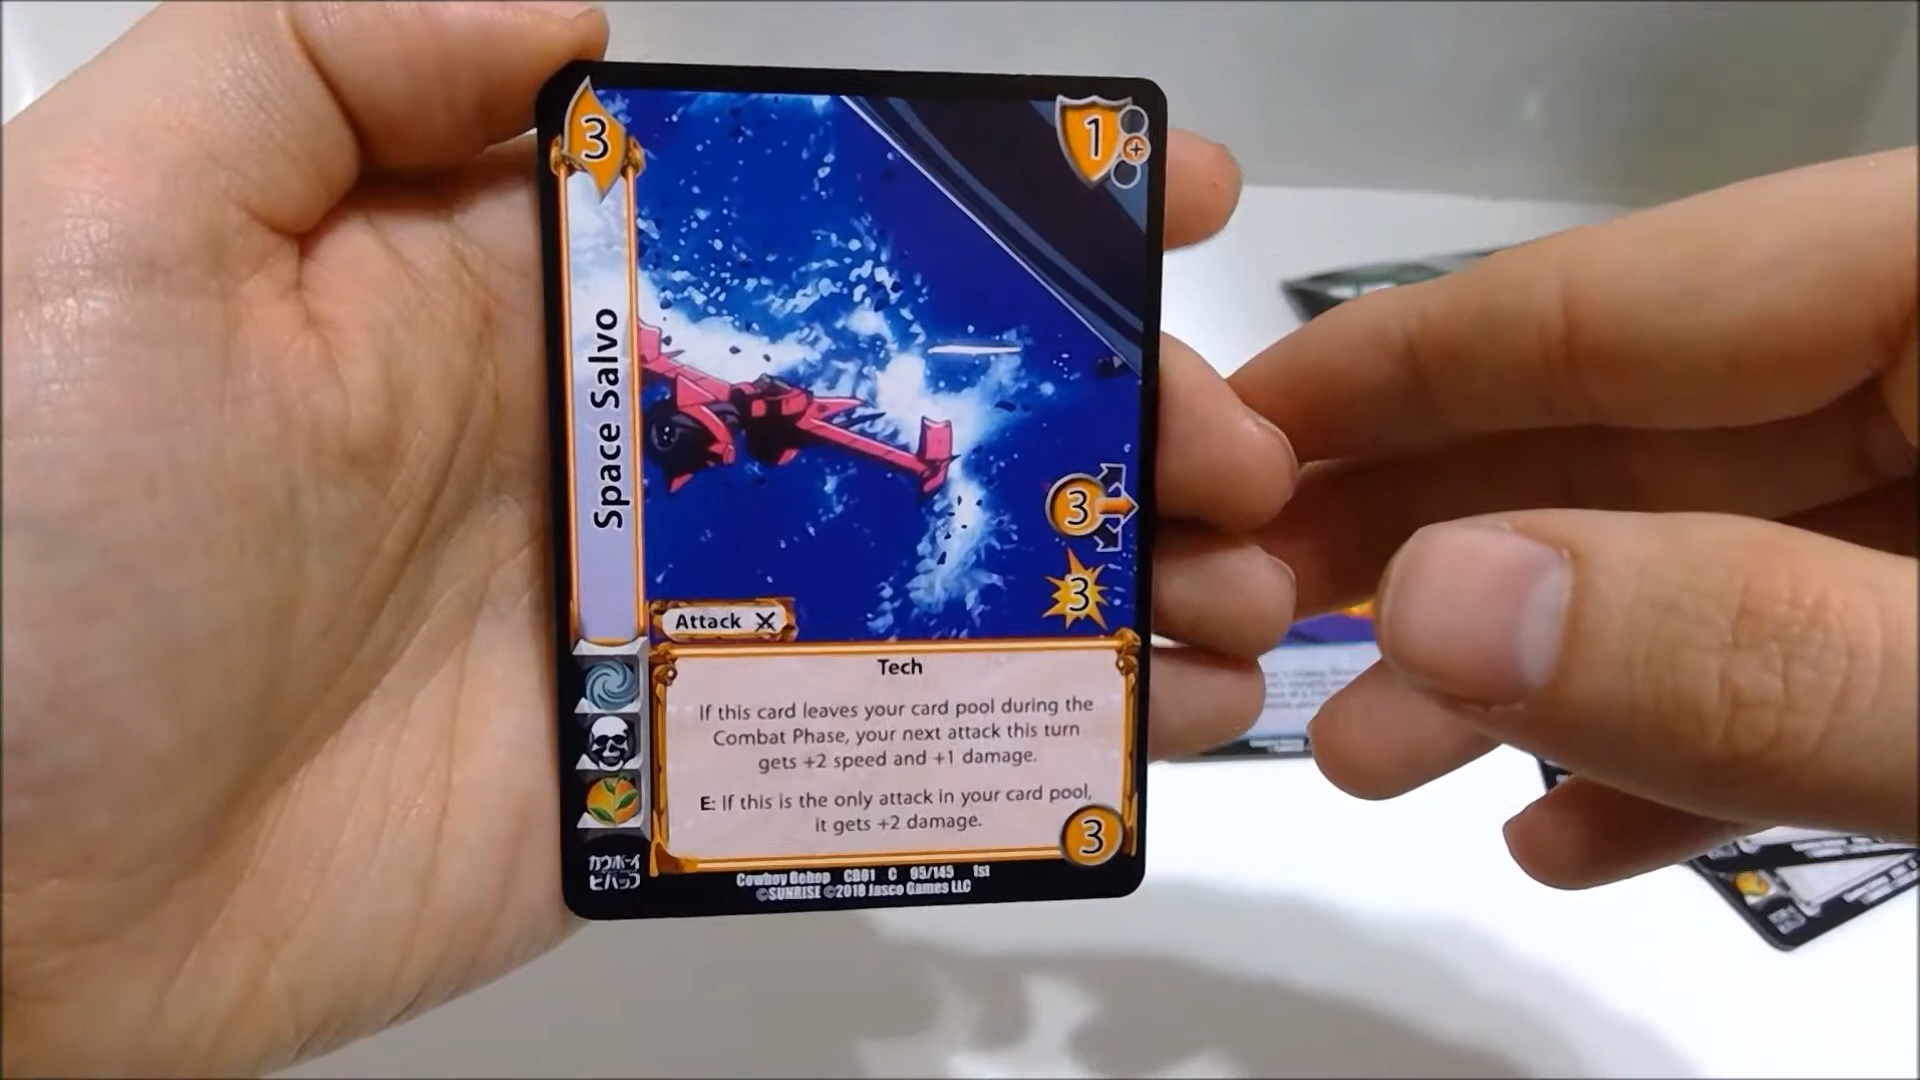 3
1
Space Salvo
3
3
Attack
Tech
If this card leaves your card pool during the
Combat Phase, your next attack this turn
gets +2 speed and +1 damage.
E: If this is the only attack in your card pool,
it gets +2 damage.
3
カウボーイ
ビバップ
Cowboy Bebop CB01 C 95/145 1st
©SUNRISE ©2018 Jasco Games LLC